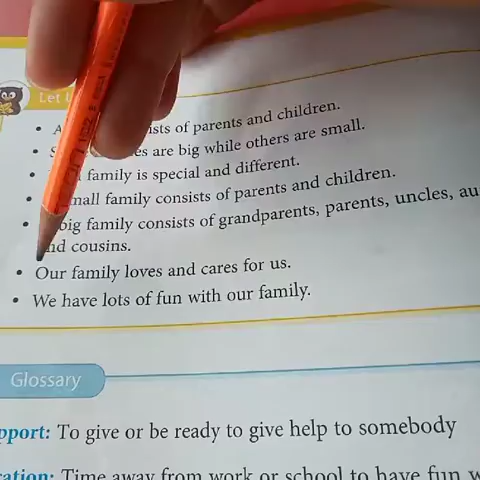 Let
• A ists of parents and children.
• S es are big while others are small.
• family is special and different.
• mall family consists of parents and children.
• big family consists of grandparents, parents, uncles, au
nd cousins.
• Our family loves and cares for us.
• We have lots of fun with our family.
Glossary
pport: To give or be ready to give help to somebody
ation: Time away from work or school to have fun w